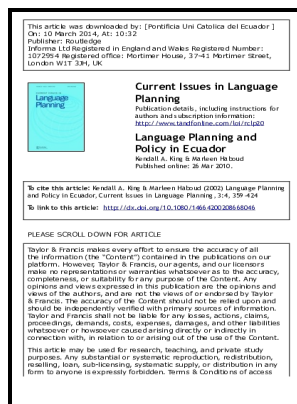 This article was downloaded by: [Pontificia Uni Catolica del Ecuador ]
On: 10 March 2014, At: 10:32
Publisher: Routledge
Informa Ltd Registered in England and Wales Registered Number:
1072954 Registered office: Mortimer House, 37-41 Mortimer Street,
London W1T 3JH, UK
Current Issues in Language
Planning
Publication details, including instructions for
authors and subscription information:
http://www.tandfonline.com/loi/rclp20
Language Planning and
Policy in Ecuador
Kendall A. King & Marleen Haboud
Published online: 26 Mar 2010.
To cite this article: Kendall A. King & Marleen Haboud (2002) Language Planning
and Policy in Ecuador, Current Issues in Language Planning, 3:4, 359-424
To link to this article: http://dx.doi.org/10.1080/14664200208668046
PLEASE SCROLL DOWN FOR ARTICLE
Taylor & Francis makes every effort to ensure the accuracy of all
the information (the "Content") contained in the publications on our
platform. However, Taylor & Francis, our agents, and our licensors
make no representations or warranties whatsoever as to the accuracy,
completeness, or suitability for any purpose of the Content. Any
opinions and views expressed in this publication are the opinions and
views of the authors, and are not the views of or endorsed by Taylor
& Francis. The accuracy of the Content should not be relied upon and
should be independently verified with primary sources of information.
Taylor and Francis shall not be liable for any losses, actions, claims,
proceedings, demands, costs, expenses, damages, and other liabilities
whatsoever or howsoever caused arising directly or indirectly in
connection with, in relation to or arising out of the use of the Content.
This article may be used for research, teaching, and private study
purposes. Any substantial or systematic reproduction, redistribution,
reselling, loan, sub-licensing, systematic supply, or distribution in any
form to anyone is expressly forbidden. Terms & Conditions of access